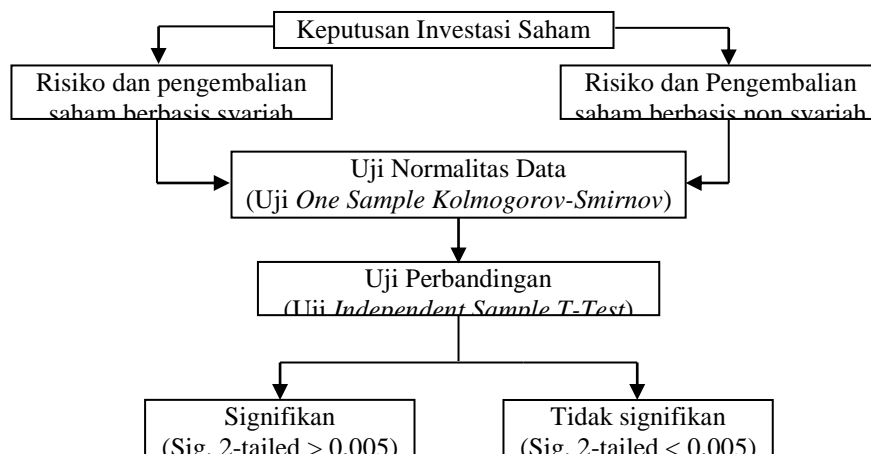 Keputusan Investasi Saham
Risiko dan pengembalian
saham berbasis syariah
Risiko dan Pengembalian
saham berbasis non syariah
Uji Normalitas Data
(Uji One Sample Kolmogorov-Smirnov)
Uji Perbandingan
(Uji Independent Sample T-Test)
Signifikan
(Sig. 2-tailed > 0.005)
Tidak signifikan
(Sig. 2-tailed < 0.005)